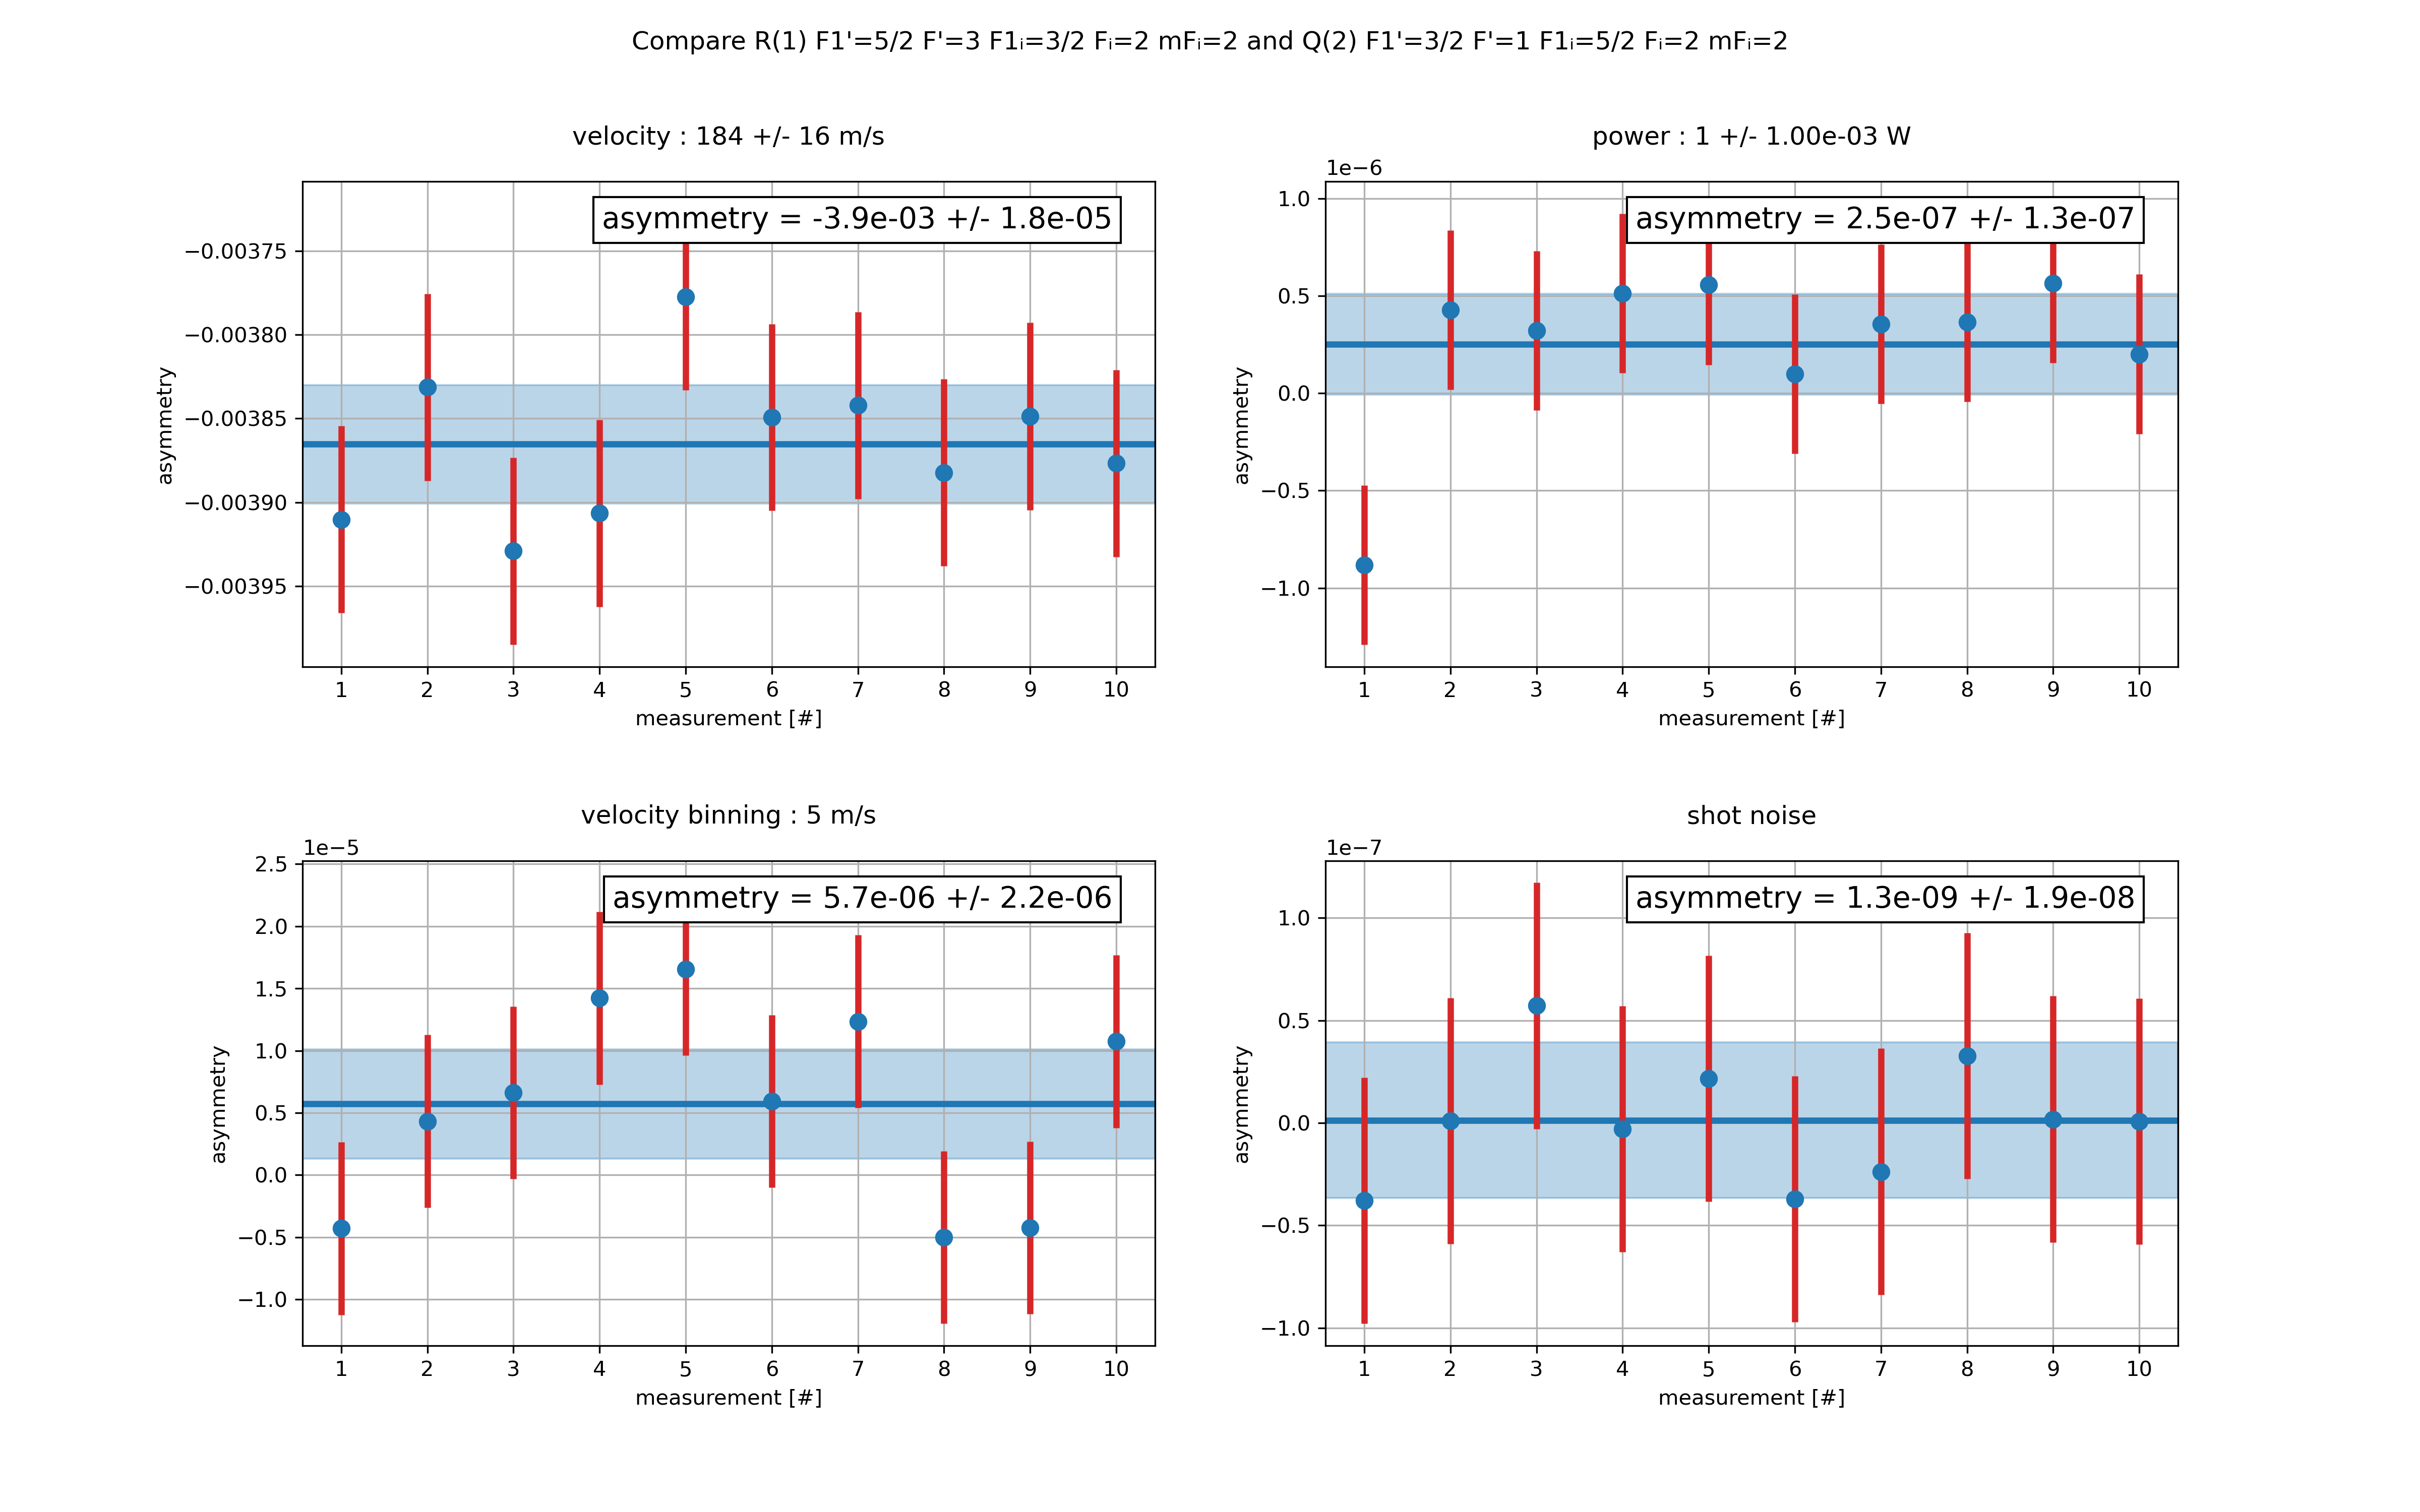 Compare R(1) F1'=5/2 F'=3 F1ᵢ=3/2 Fᵢ=2 mFᵢ=2 and Q(2) F1'=3/2 F'=1 F1ᵢ=5/2 Fᵢ=2 mFᵢ=2
velocity : 184 +/- 16 m/s
asymmetry = -3.9e-03 +/- 1.8e-05
−0.00375
−0.00380
−0.00385
−0.00390
−0.00395
asymmetry
1 2 3 4 5 6 7 8 9 10
measurement [#]
power : 1 +/- 1.00e-03 W
1e−6
asymmetry = 2.5e-07 +/- 1.3e-07
1.0
0.5
0.0
−0.5
−1.0
asymmetry
1 2 3 4 5 6 7 8 9 10
measurement [#]
velocity binning : 5 m/s
1e−5
asymmetry = 5.7e-06 +/- 2.2e-06
2.5
2.0
1.5
1.0
0.5
0.0
−0.5
−1.0
asymmetry
1 2 3 4 5 6 7 8 9 10
measurement [#]
shot noise
1e−7
asymmetry = 1.3e-09 +/- 1.9e-08
1.0
0.5
0.0
−0.5
−1.0
asymmetry
1 2 3 4 5 6 7 8 9 10
measurement [#]